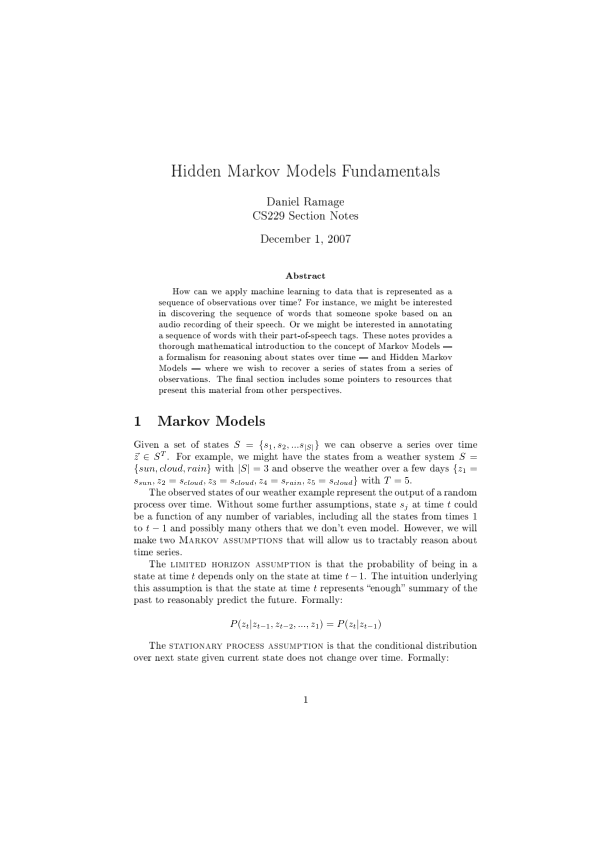 Hidden Markov Models Fundamentals
Daniel Ramage
CS229 Section Notes
December 1, 2007
Abstract
How can we apply machine learning to data that is represented as a
sequence of observations over time? For instance, we might be interested
in discovering the sequence of words that someone spoke based on an
audio recording of their speech. Or we might be interested in annotating
a sequence of words with their part-of-speech tags. These notes provides a
thorough mathematical introduction to the concept of Markov Models —
a formalism for reasoning about states over time — and Hidden Markov
Models — where we wish to recover a series of states from a series of
observations. The final section includes some pointers to resources that
present this material from other perspectives.
1 Markov Models
Given a set of states S = {s₁, s₂, ...s_{|S|}} we can observe a series over time
z⃗ ∈ S^T. For example, we might have the states from a weather system S =
{sun, cloud, rain} with |S| = 3 and observe the weather over a few days {z₁ =
s_{sun}, z₂ = s_{cloud}, z₃ = s_{cloud}, z₄ = s_{rain}, z₅ = s_{cloud}} with T = 5.
The observed states of our weather example represent the output of a random
process over time. Without some further assumptions, state s_j at time t could
be a function of any number of variables, including all the states from times 1
to t − 1 and possibly many others that we don't even model. However, we will
make two MARKOV ASSUMPTIONS that will allow us to tractably reason about
time series.
The LIMITED HORIZON ASSUMPTION is that the probability of being in a
state at time t depends only on the state at time t − 1. The intuition underlying
this assumption is that the state at time t represents “enough” summary of the
past to reasonably predict the future. Formally:
P(z_t|z_{t−1}, z_{t−2}, ..., z₁) = P(z_t|z_{t−1})
The STATIONARY PROCESS ASSUMPTION is that the conditional distribution
over next state given current state does not change over time. Formally:
1